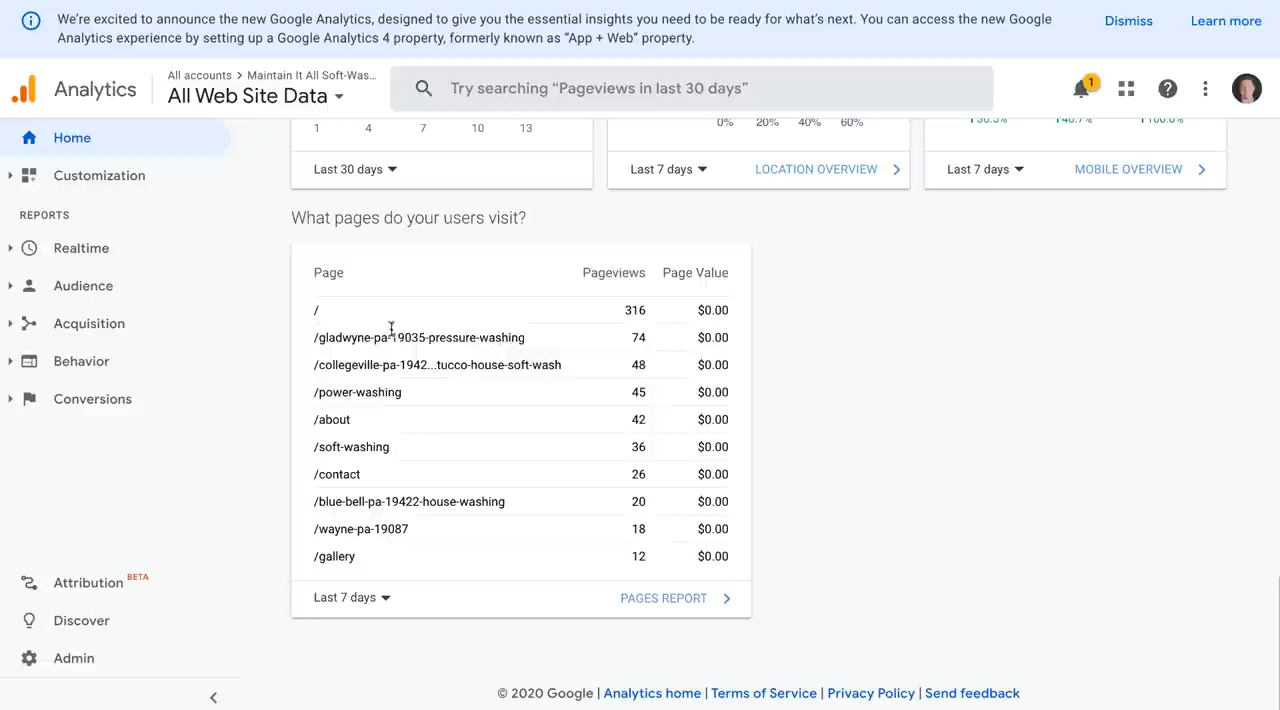 We're excited to announce the new Google Analytics, designed to give you the essential insights you need to be ready for what's next. You can access the new Google
Analytics experience by setting up a Google Analytics 4 property, formerly known as “App + Web” property.
Dismiss
Learn more
Analytics
All accounts > Maintain It All Soft-Was...
All Web Site Data
Try searching “Pageviews in last 30 days”
1
Home
Customization
REPORTS
Realtime
Audience
Acquisition
Behavior
Conversions
Attribution BETA
Discover
Admin
1 4 7 10 13
Last 30 days
0% 20% 40% 60%
Last 7 days
LOCATION OVERVIEW
Last 7 days
MOBILE OVERVIEW
What pages do your users visit?
Page Pageviews Page Value
/ 316 $0.00
/gladwyne-pa-19035-pressure-washing 74 $0.00
/collegeville-pa-1942...tucco-house-soft-wash 48 $0.00
/power-washing 45 $0.00
/about 42 $0.00
/soft-washing 36 $0.00
/contact 26 $0.00
/blue-bell-pa-19422-house-washing 20 $0.00
/wayne-pa-19087 18 $0.00
/gallery 12 $0.00
Last 7 days
PAGES REPORT
© 2020 Google | Analytics home | Terms of Service | Privacy Policy | Send feedback